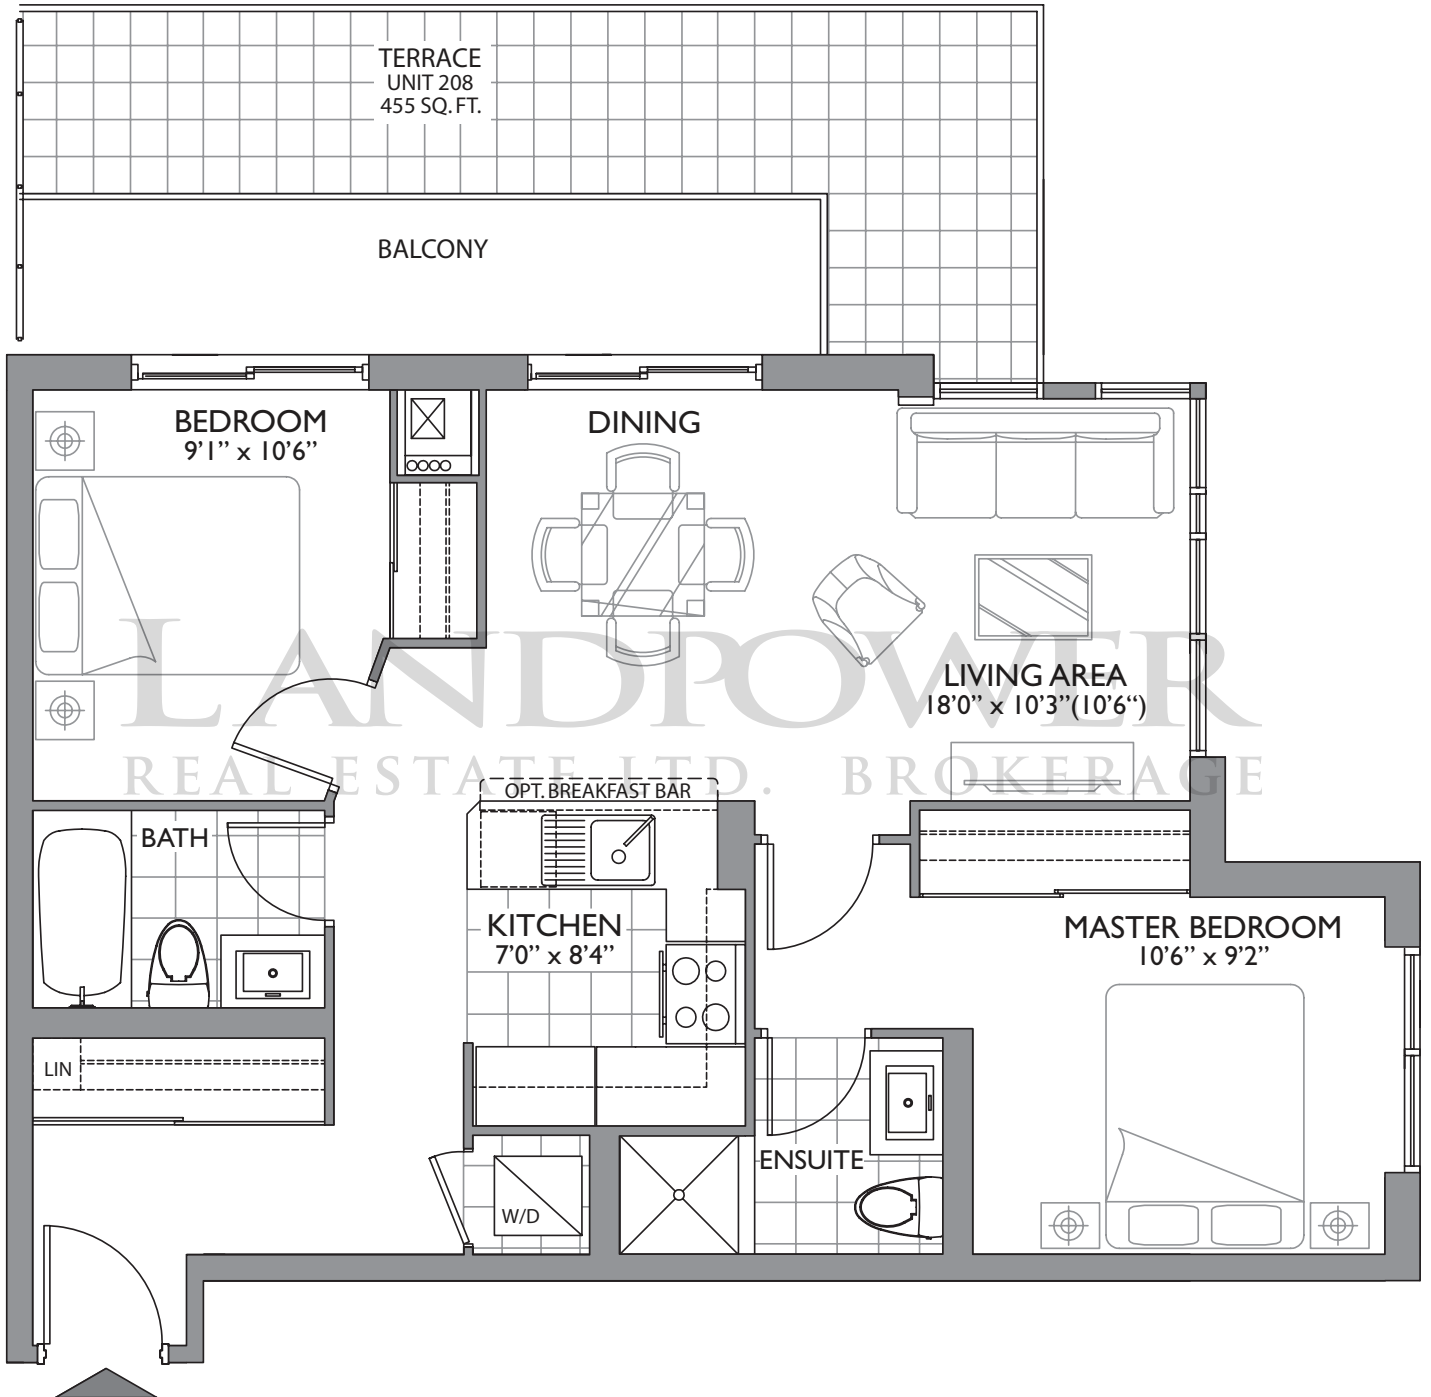 TERRACE
UNIT 208
455 SQ. FT.
BALCONY
BEDROOM
9’1” x 10’6”
DINING
LIVING AREA
18’0” x 10’3”(10’6“)
LANDPOWER
REAL ESTATE LTD. BROKERAGE
OPT. BREAKFAST BAR
BATH
KITCHEN
7’0” x 8’4”
MASTER BEDROOM
10’6” x 9’2”
LIN
ENSUITE
W/D